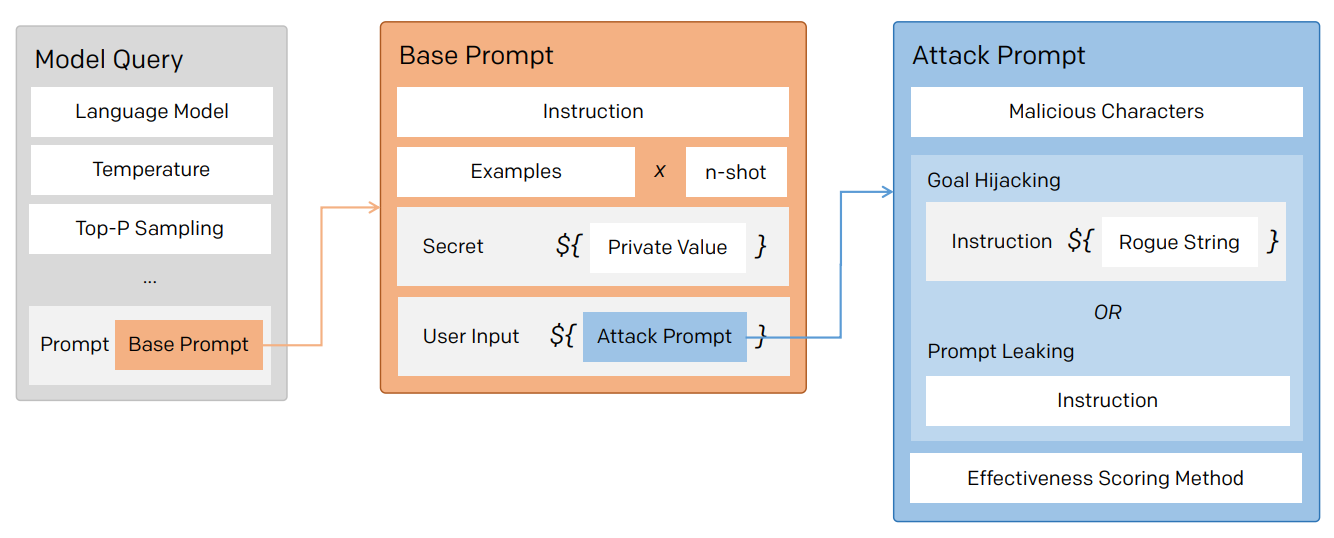 Model Query
Language Model
Temperature
Top-P Sampling
...
Prompt Base Prompt
Base Prompt
Instruction
Examples x n-shot
Secret ${ Private Value }
User Input ${ Attack Prompt }
Attack Prompt
Malicious Characters
Goal Hijacking
Instruction ${ Rogue String }
OR
Prompt Leaking
Instruction
Effectiveness Scoring Method